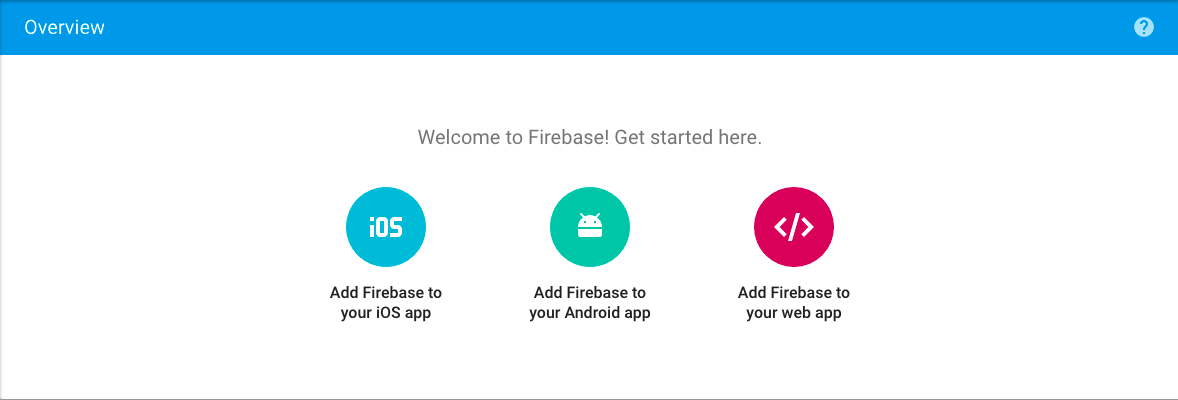 Overview
?
Welcome to Firebase! Get started here.
iOS
</>
Add Firebase to
your iOS app
Add Firebase to
your Android app
Add Firebase to
your web app